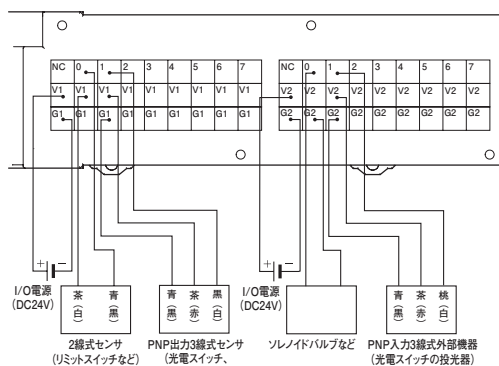 NC 0 1 2 3 4 5 6 7
V1 V1 V1 V1 V1 V1 V1 V1 V1
G1 G1 G1 G1 G1 G1 G1 G1 G1
NC 0 1 2 3 4 5 6 7
V2 V2 V2 V2 V2 V2 V2 V2 V2
G2 G2 G2 G2 G2 G2 G2 G2 G2
+ −
I/O電源
(DC24V)
茶
(白)
青
(黒)
2線式センサ
(リミットスイッチなど)
青
(黒)
茶
(赤)
黒
(白)
PNP出力3線式センサ
(光電スイッチ、
+ −
I/O電源
(DC24V)
ソレノイドバルブなど
青
(黒)
茶
(赤)
桃
(白)
PNP入力3線式外部機器
(光電スイッチの投光器)